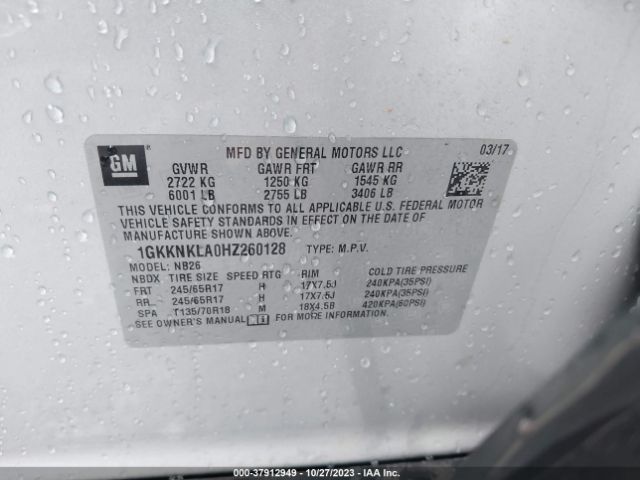 GM ®
MFD BY GENERAL MOTORS LLC 03/17
GVWR GAWR FRT GAWR RR
2722 KG 1250 KG 1545 KG
6001 LB 2755 LB 3406 LB
THIS VEHICLE CONFORMS TO ALL APPLICABLE U.S. FEDERAL MOTOR
VEHICLE SAFETY STANDARDS IN EFFECT ON THE DATE OF
MANUFACTURE SHOWN ABOVE.
1GKKNKLA0HZ260128 TYPE: M.P.V.
MODEL: NB26
NBDX TIRE SIZE SPEED RTG RIM COLD TIRE PRESSURE
FRT 245/65R17 H 17X7.5J 240KPA(35PSI)
RR 245/65R17 H 17X7.5J 240KPA(35PSI)
SPA T135/70R18 M 18X4.5B 420KPA(60PSI)
SEE OWNER'S MANUAL i FOR MORE INFORMATION.
000-37912949 | 10/27/2023 | IAA Inc.